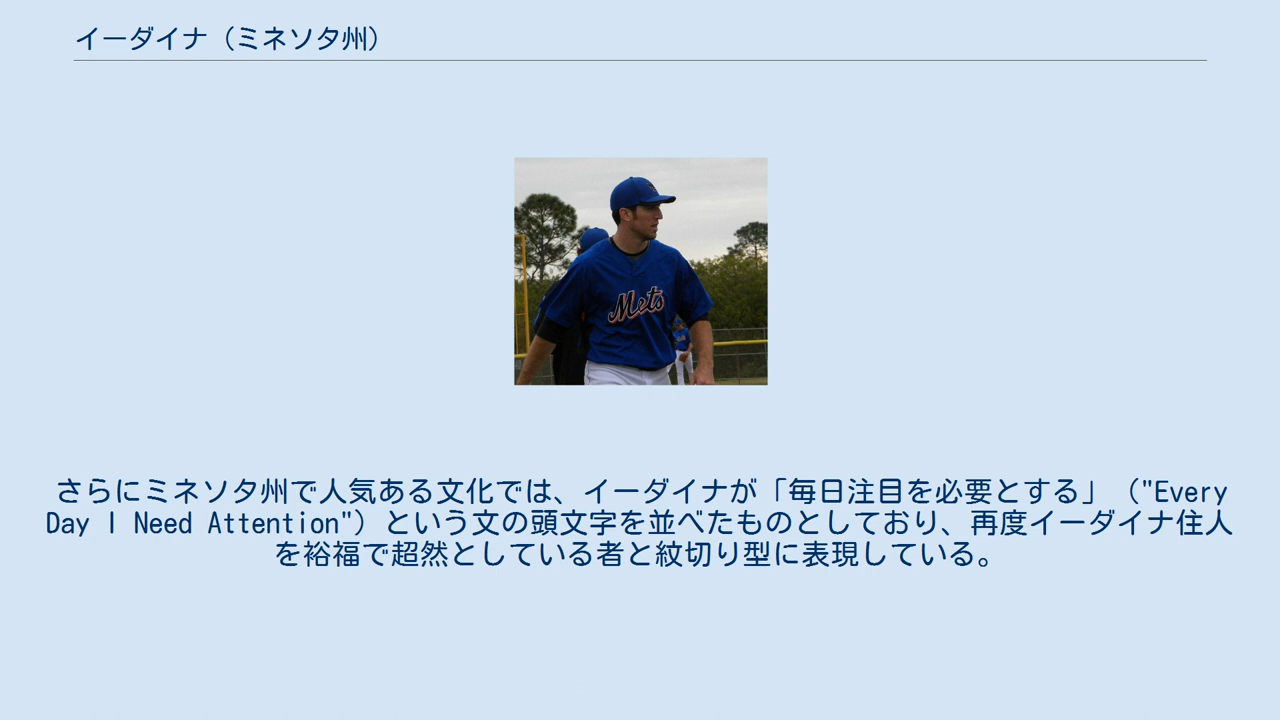 イーダイナ（ミネソタ州）
Mets
さらにミネソタ州で人気ある文化では、イーダイナが「毎日注目を必要とする」（"Every
Day I Need Attention"）という文の頭文字を並べたものとしており、再度イーダイナ住人
を裕福で超然としている者と紋切り型に表現している。